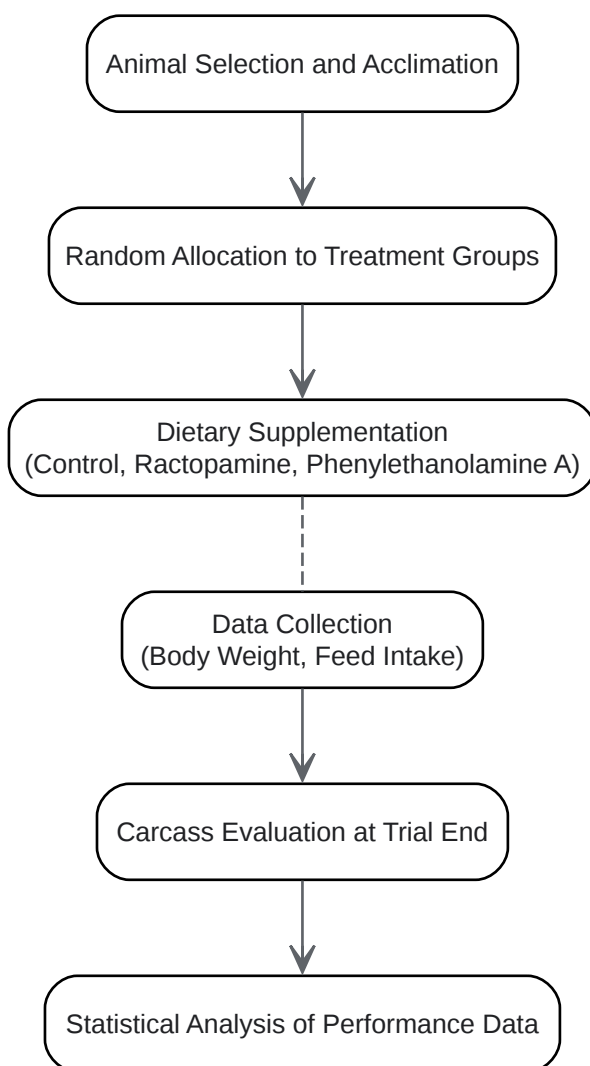 Animal Selection and Acclimation
Random Allocation to Treatment Groups
Dietary Supplementation
(Control, Ractopamine, Phenylethanolamine A)
Data Collection
(Body Weight, Feed Intake)
Carcass Evaluation at Trial End
Statistical Analysis of Performance Data